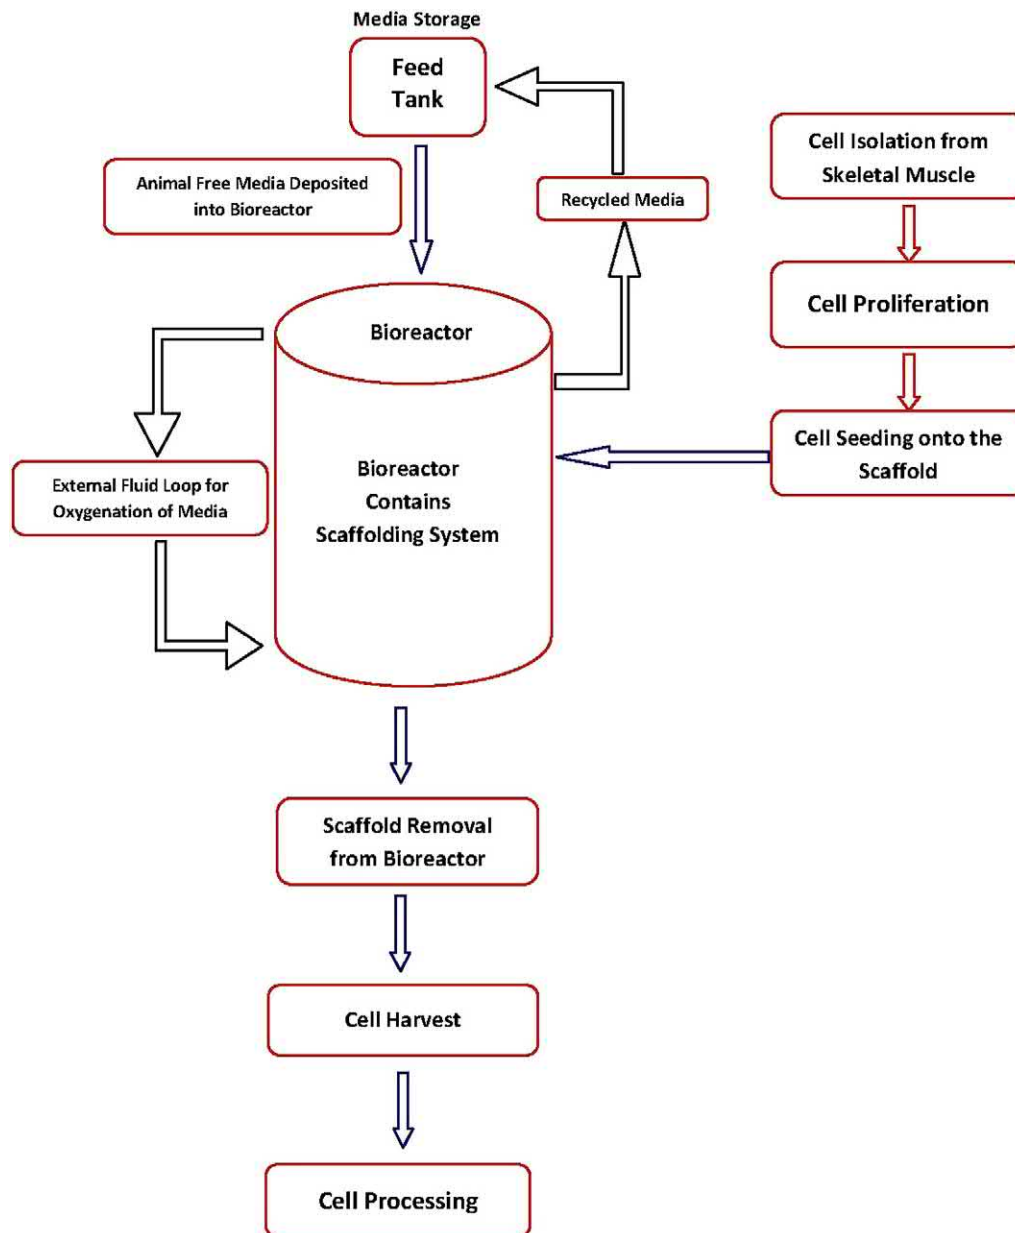 Media Storage
Feed
Tank
Animal Free Media Deposited
into Bioreactor
Recycled Media
Cell Isolation from
Skeletal Muscle
Cell Proliferation
Cell Seeding onto the
Scaffold
Bioreactor
Bioreactor
Contains
Scaffolding System
External Fluid Loop for
Oxygenation of Media
Scaffold Removal
from Bioreactor
Cell Harvest
Cell Processing